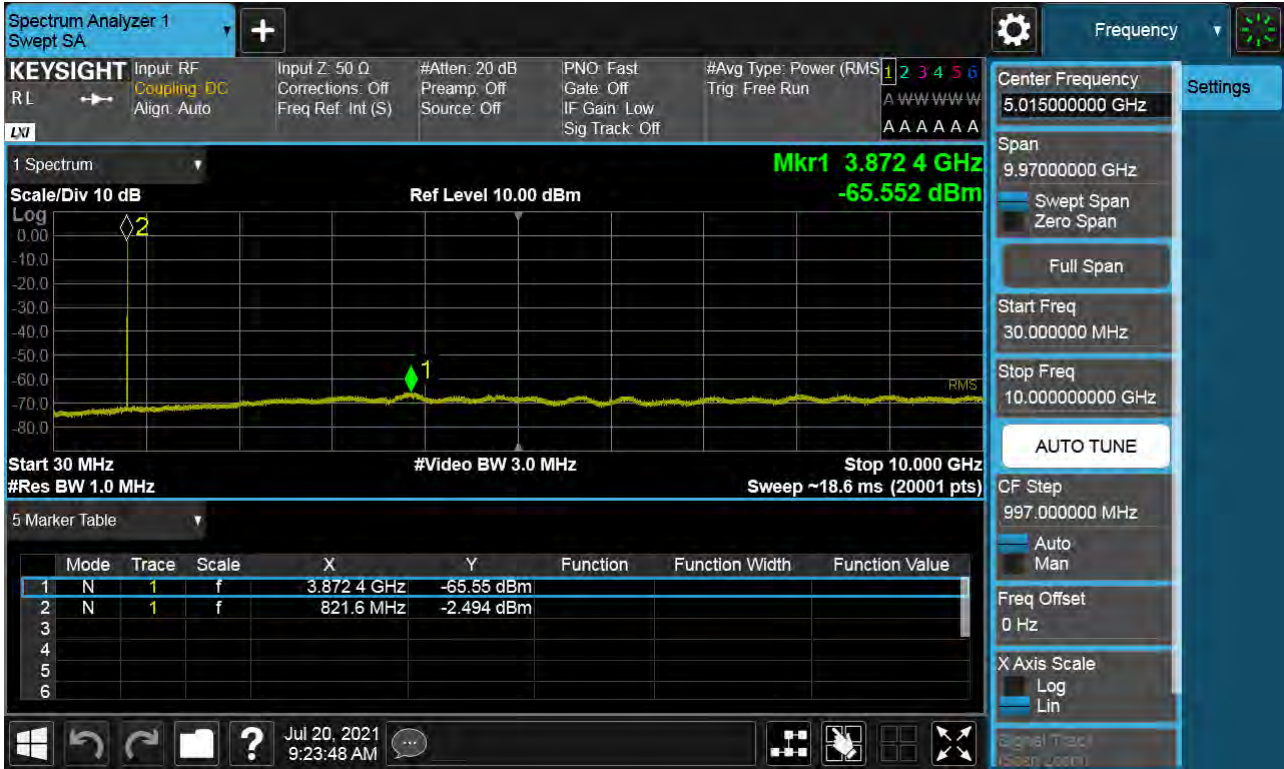 Spectrum Analyzer 1
Swept SA
+
Frequency
KEYSIGHT
RL
LXI
Input: RF
Coupling: DC
Align: Auto
Input Z: 50 Ω
Corrections: Off
Freq Ref: Int (S)
#Atten: 20 dB
Preamp: Off
Source: Off
PNO: Fast
Gate: Off
IF Gain: Low
Sig Track: Off
#Avg Type: Power (RMS
Trig: Free Run
1 2 3 4 5 6
A W W W W W
A A A A A A
1 Spectrum
Mkr1 3.872 4 GHz
-65.552 dBm
Scale/Div 10 dB
Ref Level 10.00 dBm
Log
0.00
-10.0
-20.0
-30.0
-40.0
-50.0
-60.0
-70.0
-80.0
2
1
RMS
Start 30 MHz
#Video BW 3.0 MHz
Stop 10.000 GHz
#Res BW 1.0 MHz
Sweep ~18.6 ms (20001 pts)
5 Marker Table
Mode Trace Scale X Y Function Function Width Function Value
1 N 1 f 3.872 4 GHz -65.55 dBm
2 N 1 f 821.6 MHz -2.494 dBm
3
4
5
6
?
Jul 20, 2021
9:23:48 AM
Settings
Center Frequency
5.015000000 GHz
Span
9.97000000 GHz
Swept Span
Zero Span
Full Span
Start Freq
30.000000 MHz
Stop Freq
10.000000000 GHz
AUTO TUNE
CF Step
997.000000 MHz
Auto
Man
Freq Offset
0 Hz
X Axis Scale
Log
Lin
Signal Track
(Span Zoom)